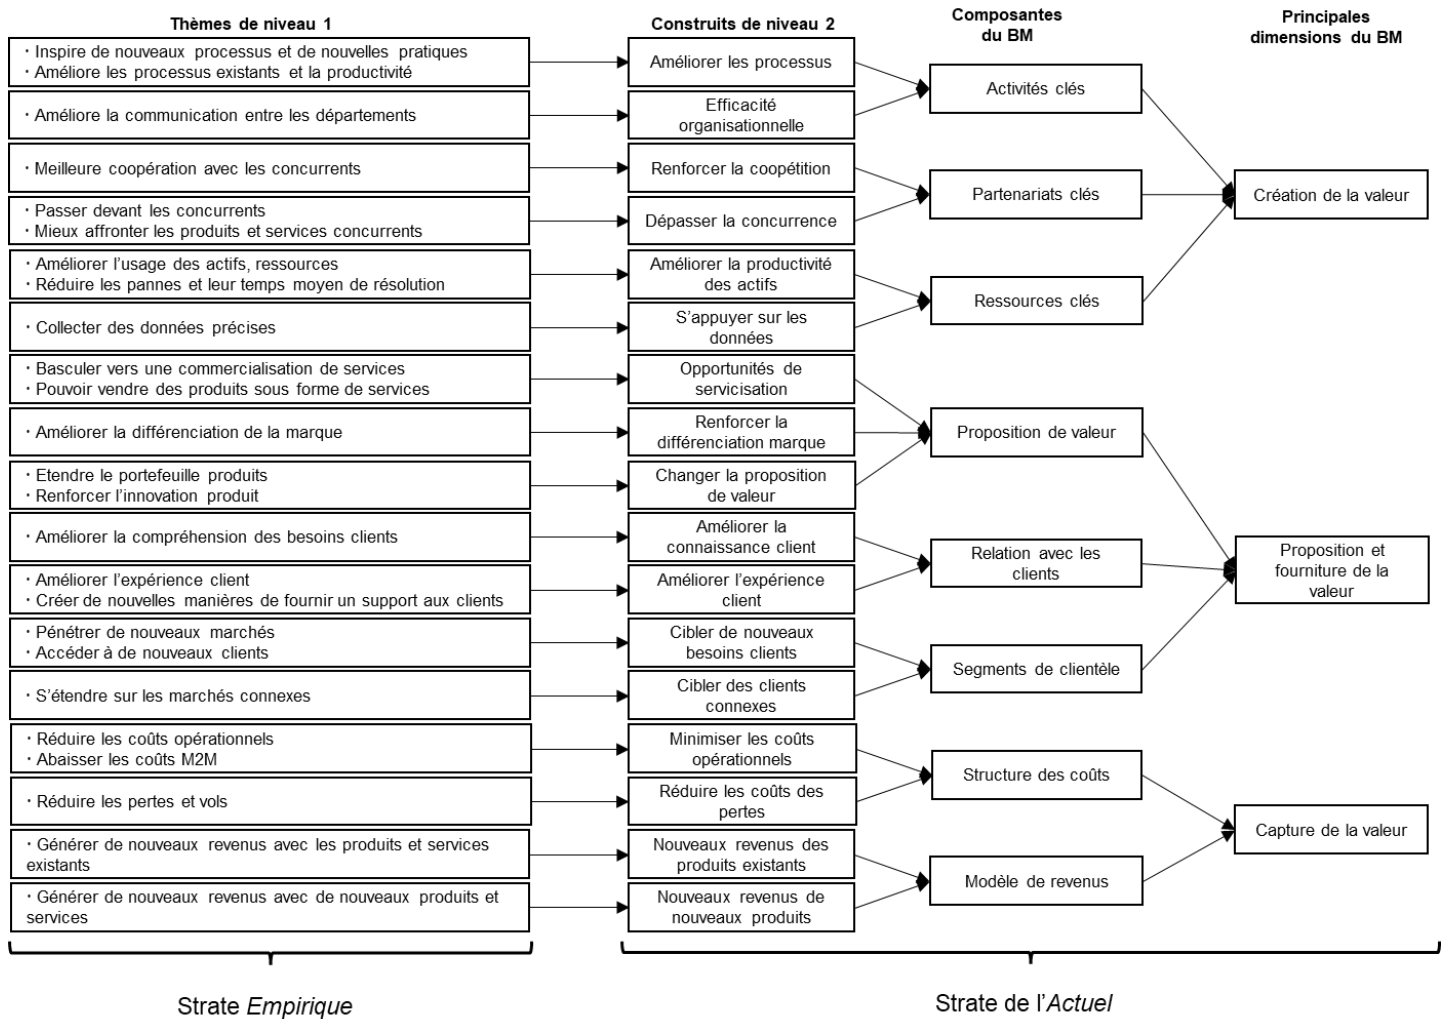 Thèmes de niveau 1
Construits de niveau 2
Composantes
du BM
Principales
dimensions du BM
· Inspire de nouveaux processus et de nouvelles pratiques
· Améliore les processus existants et la productivité
Améliorer les processus
· Améliore la communication entre les départements
Efficacité
organisationnelle
Activités clés
· Meilleure coopération avec les concurrents
Renforcer la coopétition
· Passer devant les concurrents
· Mieux affronter les produits et services concurrents
Dépasser la concurrence
Partenariats clés
Création de la valeur
· Améliorer l'usage des actifs, ressources
· Réduire les pannes et leur temps moyen de résolution
Améliorer la productivité
des actifs
· Collecter des données précises
S'appuyer sur les
données
Ressources clés
· Basculer vers une commercialisation de services
· Pouvoir vendre des produits sous forme de services
Opportunités de
servicisation
· Améliorer la différenciation de la marque
Renforcer la
différenciation marque
Proposition de valeur
· Etendre le portefeuille produits
· Renforcer l'innovation produit
Changer la proposition
de valeur
· Améliorer la compréhension des besoins clients
Améliorer la
connaissance client
· Améliorer l'expérience client
· Créer de nouvelles manières de fournir un support aux clients
Améliorer l'expérience
client
Relation avec les
clients
Proposition et
fourniture de la
valeur
· Pénétrer de nouveaux marchés
· Accéder à de nouveaux clients
Cibler de nouveaux
besoins clients
· S'étendre sur les marchés connexes
Cibler des clients
connexes
Segments de clientèle
· Réduire les coûts opérationnels
· Abaisser les coûts M2M
Minimiser les coûts
opérationnels
· Réduire les pertes et vols
Réduire les coûts des
pertes
Structure des coûts
Capture de la valeur
· Générer de nouveaux revenus avec les produits et services
existants
Nouveaux revenus des
produits existants
· Générer de nouveaux revenus avec de nouveaux produits et
services
Nouveaux revenus de
nouveaux produits
Modèle de revenus
Strate Empirique
Strate de l'Actuel